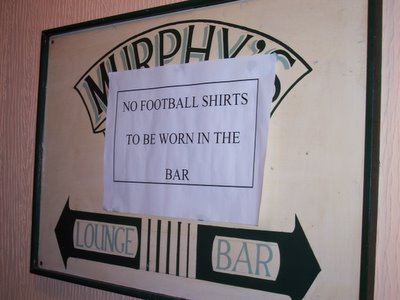 MURPHY'S
NO FOOTBALL SHIRTS
TO BE WORN IN THE
BAR
LOUNGE
BAR